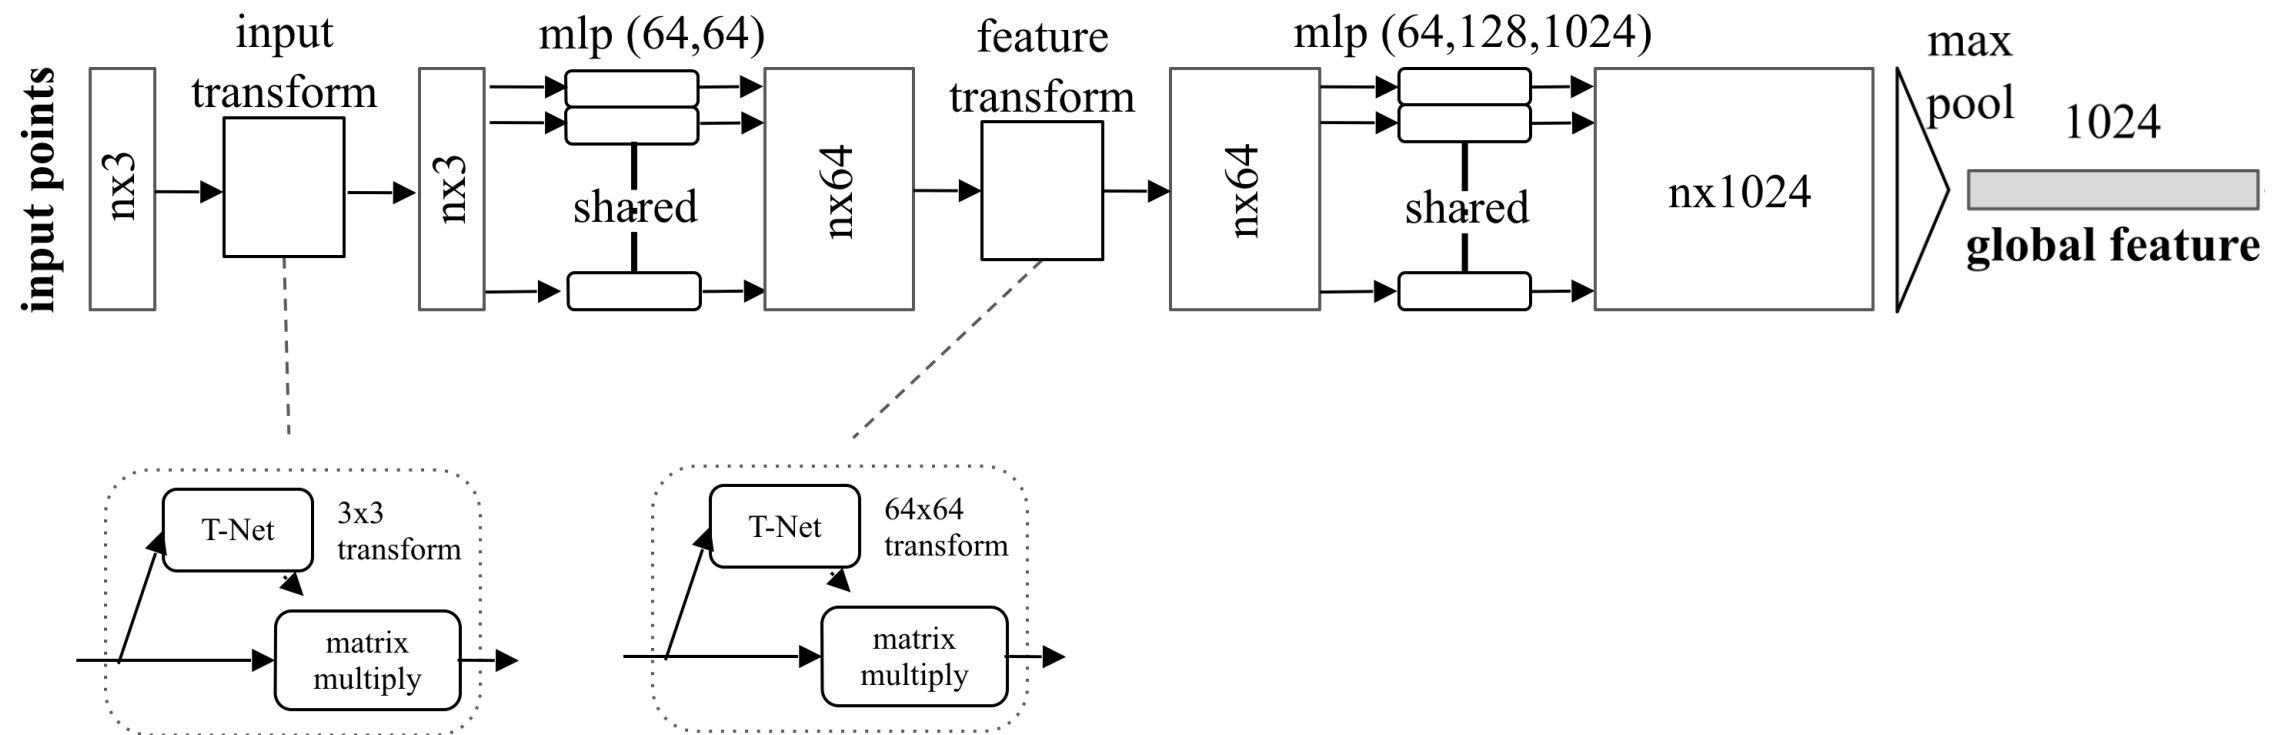 input
transform
mlp (64,64)
feature
transform
mlp (64,128,1024)
max
pool
1024
input points
nx3
nx3
shared
nx64
nx64
shared
nx1024
global feature
T-Net
3x3
transform
matrix
multiply
T-Net
64x64
transform
matrix
multiply